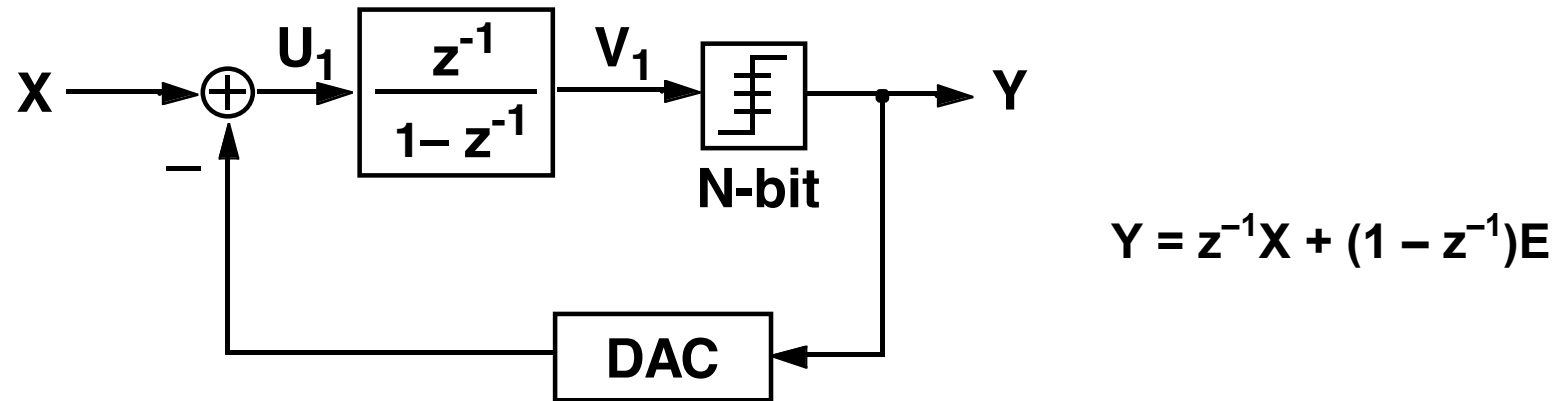 X
U₁
z⁻¹
1– z⁻¹
V₁
Y
–
N-bit
DAC
Y = z⁻¹X + (1 – z⁻¹)E